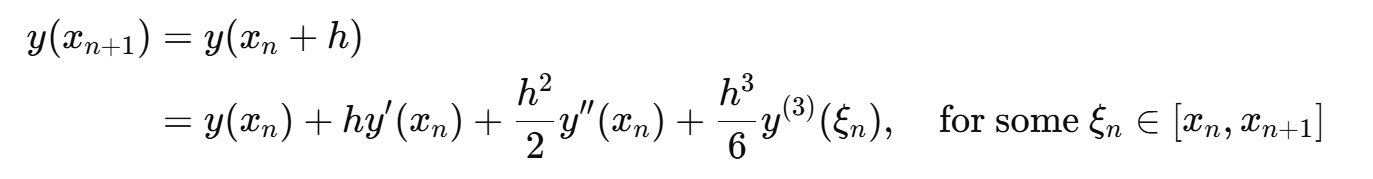 y(x_{n+1}) = y(x_n + h)
= y(x_n) + hy'(x_n) + \frac{h^2}{2}y''(x_n) + \frac{h^3}{6}y^{(3)}(\xi_n), for some \xi_n \in [x_n, x_{n+1}]